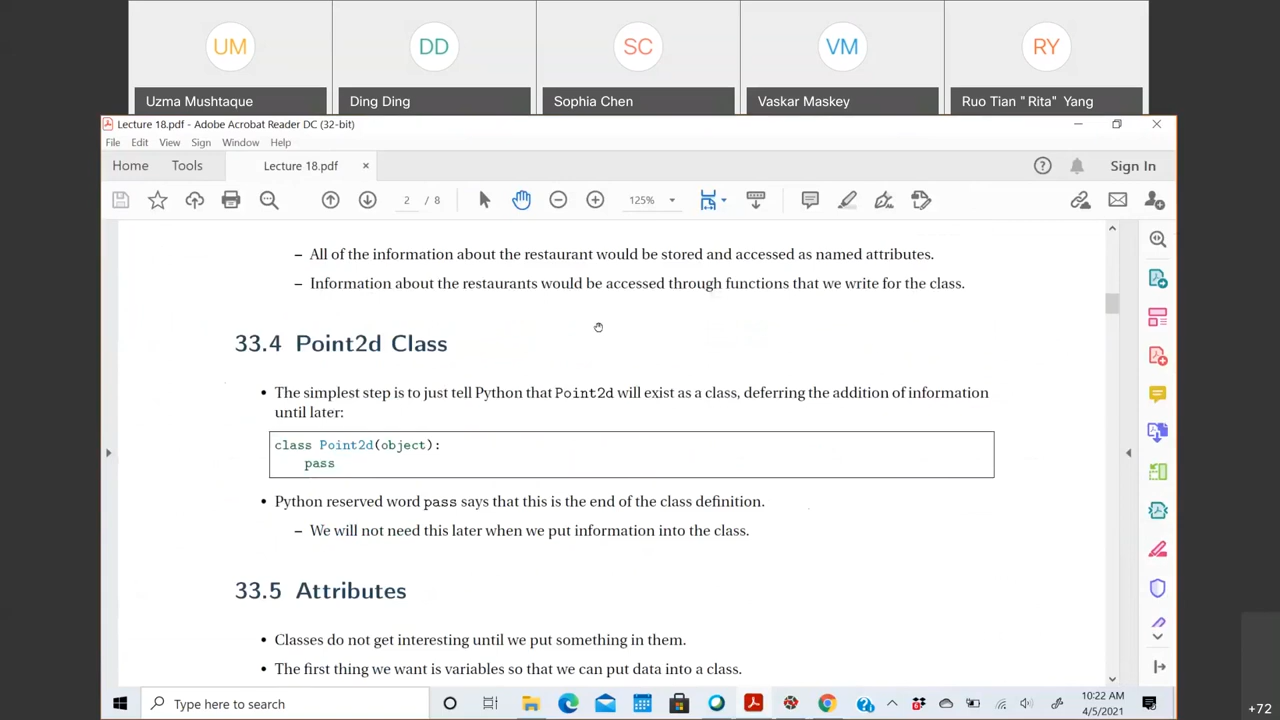 UM
DD
SC
VM
RY
Uzma Mushtaque
Ding Ding
Sophia Chen
Vaskar Maskey
Ruo Tian "Rita" Yang
Lecture 18.pdf - Adobe Acrobat Reader DC (32-bit)
File Edit View Sign Window Help
Home Tools Lecture 18.pdf × Sign In
2 / 8 125%
– All of the information about the restaurant would be stored and accessed as named attributes.
– Information about the restaurants would be accessed through functions that we write for the class.
33.4 Point2d Class
• The simplest step is to just tell Python that Point2d will exist as a class, deferring the addition of information
until later:
class Point2d(object):
pass
• Python reserved word pass says that this is the end of the class definition.
– We will not need this later when we put information into the class.
33.5 Attributes
• Classes do not get interesting until we put something in them.
• The first thing we want is variables so that we can put data into a class.
Type here to search
10:22 AM
4/5/2021
+72